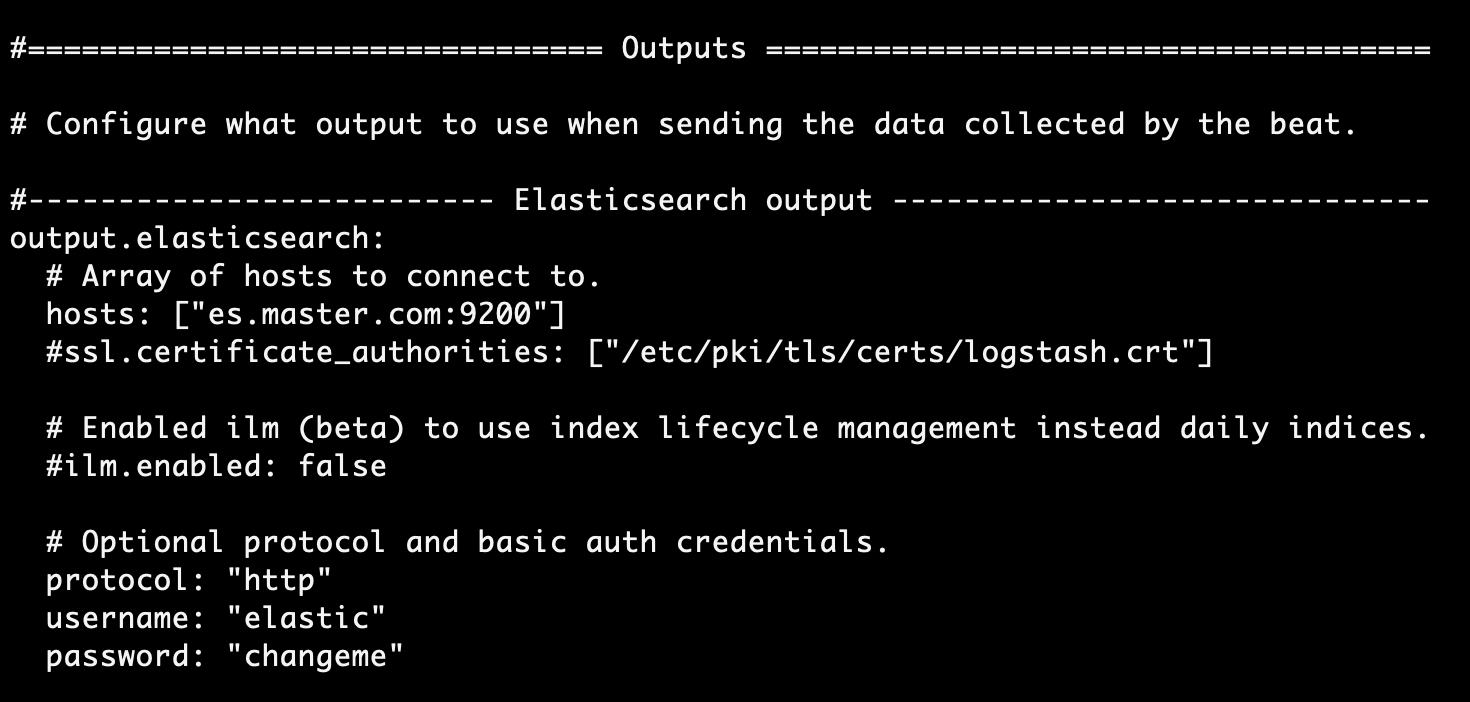 #================================ Outputs =====================================
# Configure what output to use when sending the data collected by the beat.
#-------------------------- Elasticsearch output ------------------------------
output.elasticsearch:
  # Array of hosts to connect to.
  hosts: ["es.master.com:9200"]
  #ssl.certificate_authorities: ["/etc/pki/tls/certs/logstash.crt"]
  # Enabled ilm (beta) to use index lifecycle management instead daily indices.
  #ilm.enabled: false
  # Optional protocol and basic auth credentials.
  protocol: "http"
  username: "elastic"
  password: "changeme"